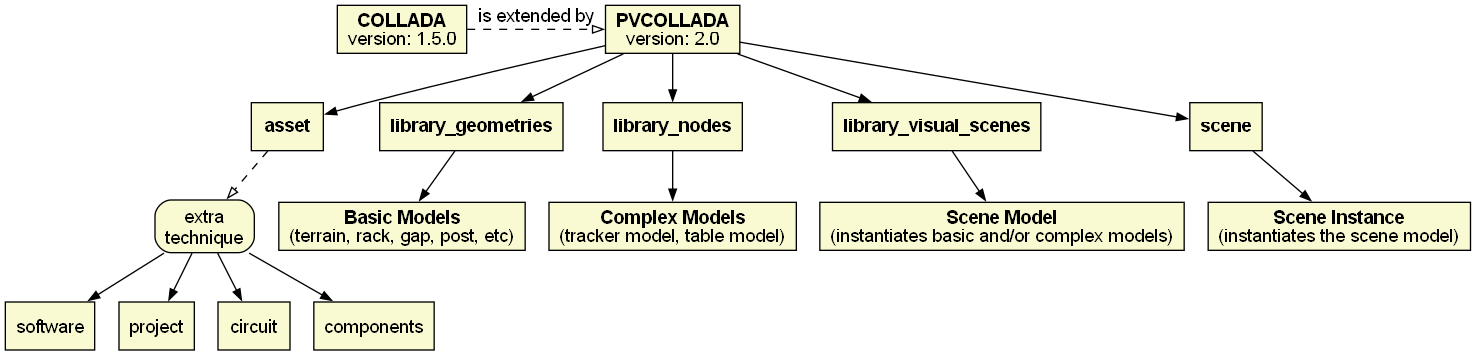 COLLADA
version: 1.5.0
is extended by
PVCOLLADA
version: 2.0
asset
library_geometries
library_nodes
library_visual_scenes
scene
extra
technique
Basic Models
(terrain, rack, gap, post, etc)
Complex Models
(tracker model, table model)
Scene Model
(instantiates basic and/or complex models)
Scene Instance
(instantiates the scene model)
software
project
circuit
components